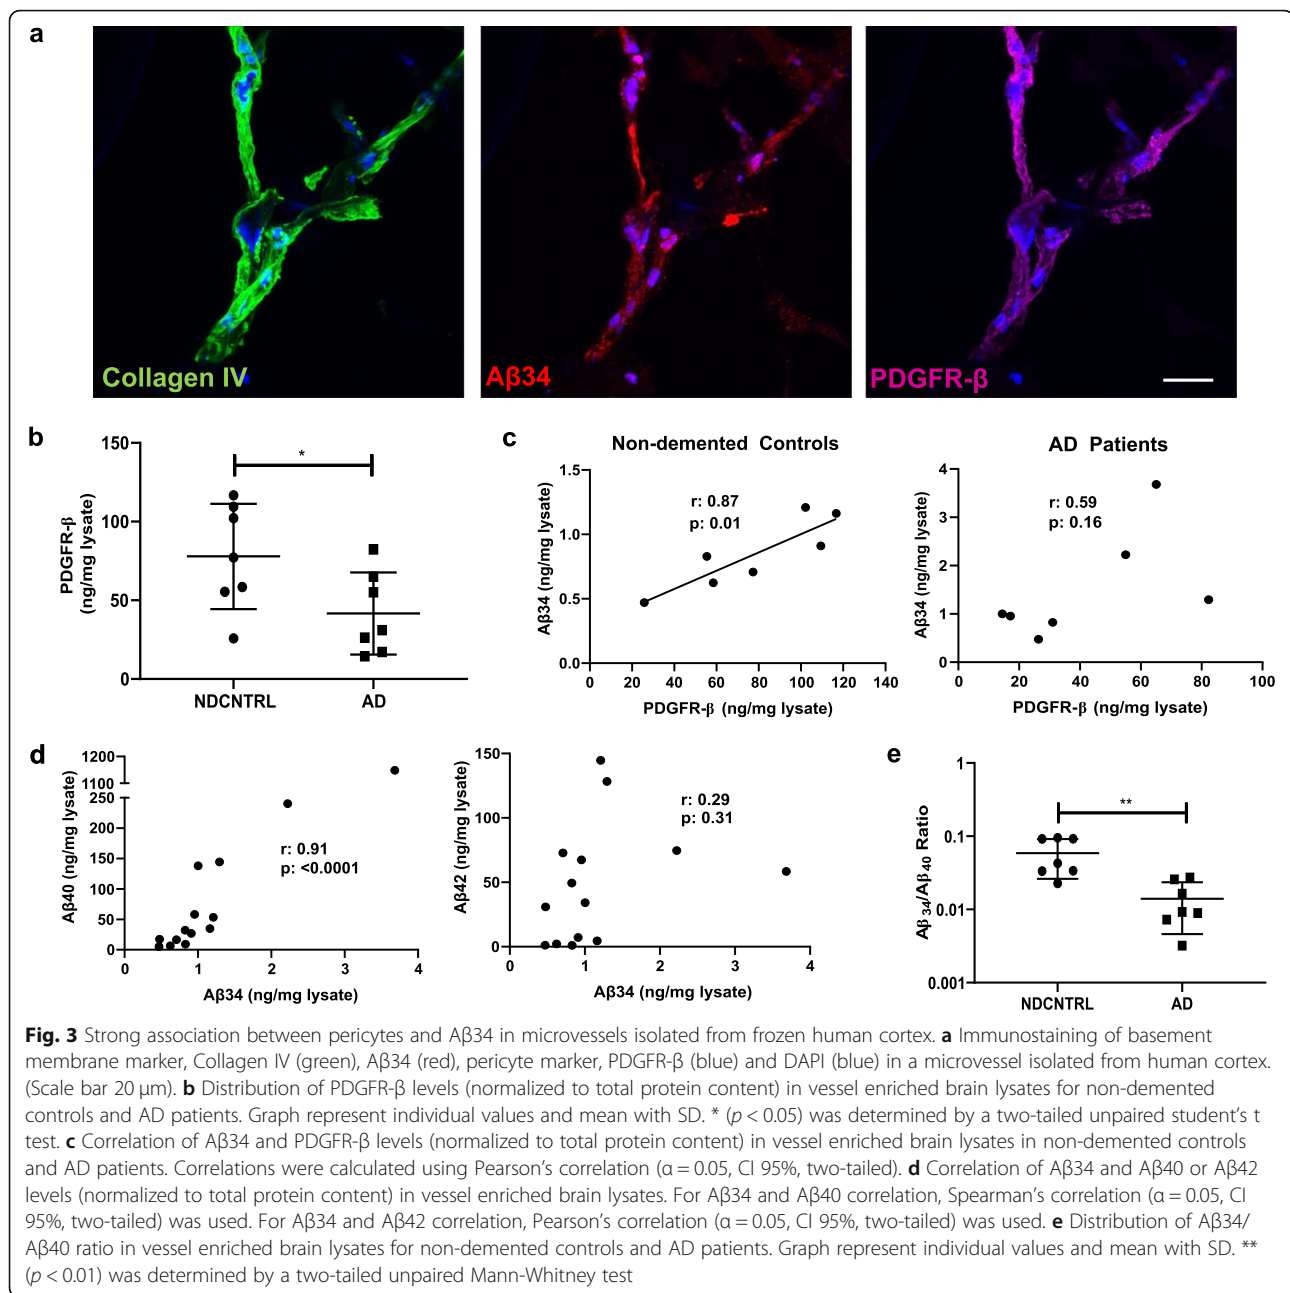 a
Collagen IV
Aβ34
PDGFR-β
b
150
100
50
0
PDGFR-β
(ng/mg lysate)
*
NDCNTRL
AD
c
Non-demented Controls
r: 0.87
p: 0.01
1.5
1.0
0.5
0.0
Aβ34 (ng/mg lysate)
0 20 40 60 80 100 120 140
PDGFR-β (ng/mg lysate)
AD Patients
r: 0.59
p: 0.16
4
3
2
1
0
Aβ34 (ng/mg lysate)
0 20 40 60 80 100
PDGFR-β (ng/mg lysate)
d
1200
1100
250
200
150
100
50
0
Aβ40 (ng/mg lysate)
r: 0.91
p: <0.0001
0 1 2 3 4
Aβ34 (ng/mg lysate)
150
100
50
0
Aβ42 (ng/mg lysate)
r: 0.29
p: 0.31
0 1 2 3 4
Aβ34 (ng/mg lysate)
e
1
0.1
0.01
0.001
Aβ34/Aβ40 Ratio
**
NDCNTRL
AD
Fig. 3 Strong association between pericytes and Aβ34 in microvessels isolated from frozen human cortex. a Immunostaining of basement
membrane marker, Collagen IV (green), Aβ34 (red), pericyte marker, PDGFR-β (blue) and DAPI (blue) in a microvessel isolated from human cortex.
(Scale bar 20 μm). b Distribution of PDGFR-β levels (normalized to total protein content) in vessel enriched brain lysates for non-demented
controls and AD patients. Graph represent individual values and mean with SD. * (p < 0.05) was determined by a two-tailed unpaired student's t
test. c Correlation of Aβ34 and PDGFR-β levels (normalized to total protein content) in vessel enriched brain lysates in non-demented controls
and AD patients. Correlations were calculated using Pearson's correlation (α = 0.05, CI 95%, two-tailed). d Correlation of Aβ34 and Aβ40 or Aβ42
levels (normalized to total protein content) in vessel enriched brain lysates. For Aβ34 and Aβ40 correlation, Spearman's correlation (α = 0.05, CI
95%, two-tailed) was used. For Aβ34 and Aβ42 correlation, Pearson's correlation (α = 0.05, CI 95%, two-tailed) was used. e Distribution of Aβ34/
Aβ40 ratio in vessel enriched brain lysates for non-demented controls and AD patients. Graph represent individual values and mean with SD. **
(p < 0.01) was determined by a two-tailed unpaired Mann-Whitney test